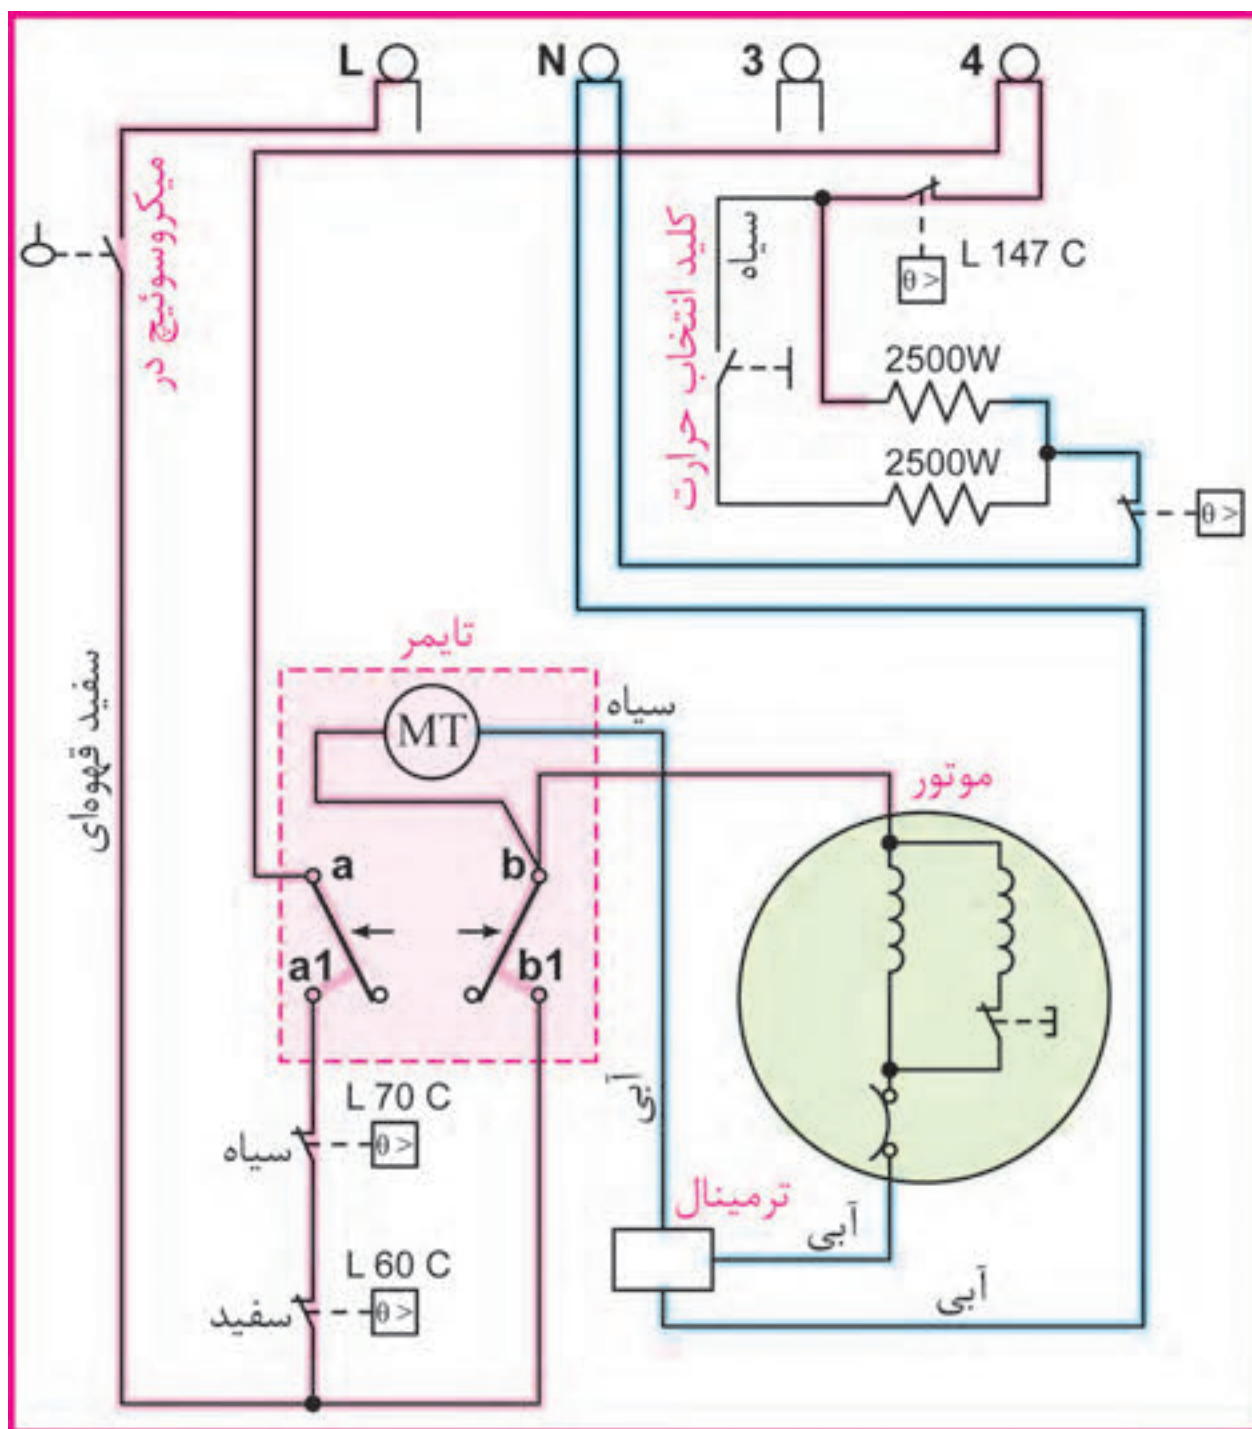 L N 3 4
میکروسوئیچ در
کلید انتخاب حرارت
سیاه
L 147 C
θ >
2500W
2500W
θ >
سفید قهوه‌ای
تایمر
MT
سیاه
موتور
a b
a1 b1
آبی
L 70 C
سیاه
θ >
ترمینال
آبی
L 60 C
سفید
θ >
آبی